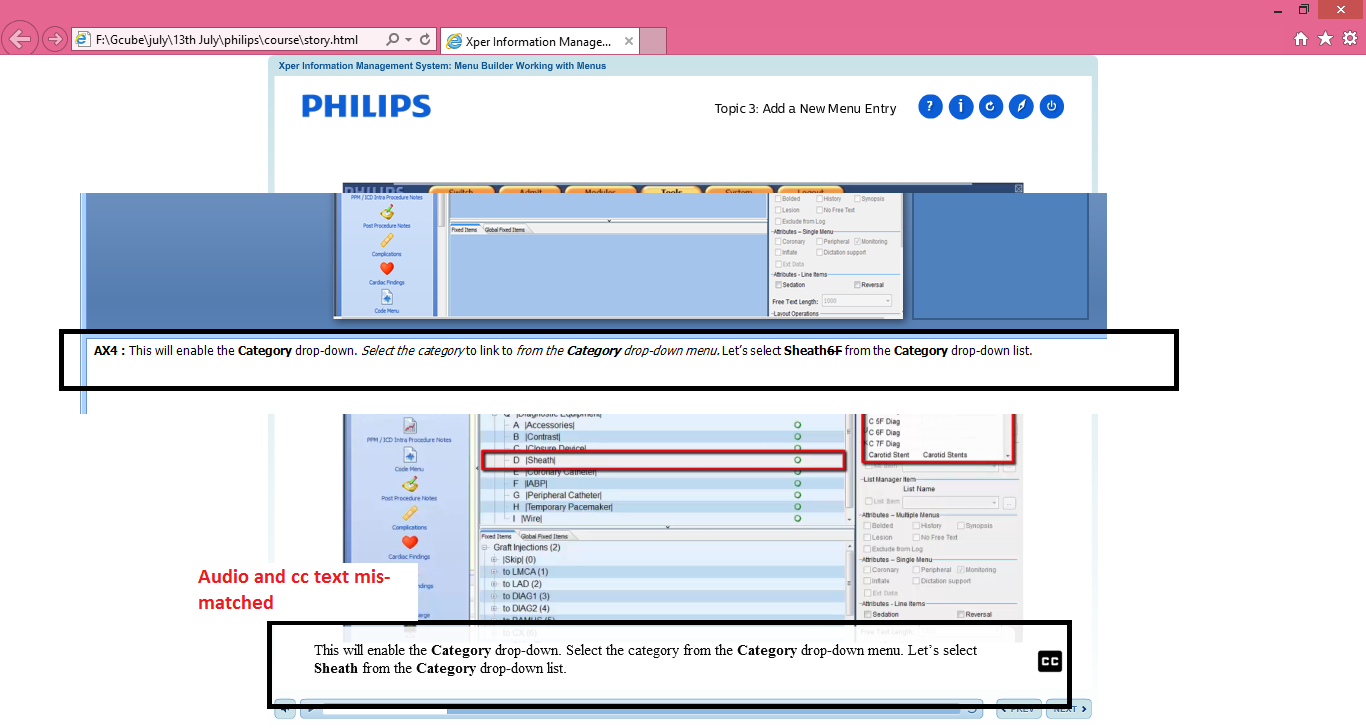 F:\Gcube\july\13th July\philips\course\story.html
Xper Information Manage...
Xper Information Management System: Menu Builder Working with Menus
PHILIPS
Topic 3: Add a New Menu Entry
PHILIPS Switch Admit Modules Tools System Logout
PPM / ICD Intra Procedure Notes
Post Procedure Notes
Complications
Cardiac Findings
Code Menu
Fixed Items Global Fixed Items
Bolded History Synopsis
Lesion No Free Text
Exclude from Log
Attributes – Single Menu
Coronary Peripheral Monitoring
Inflate Dictation support
Ext Data
Attributes - Line Items
Sedation Reversal
Free Text Length: 1000
Layout Operations
AX4 : This will enable the Category drop-down. Select the category to link to from the Category drop-down menu. Let's select Sheath6F from the Category drop-down list.
PPM / ICD Intra Procedure Notes
Code Menu
Post Procedure Notes
Complications
Cardiac Findings
Q |Diagnostic Equipment|
A |Accessories|
B |Contrast|
C |Closure Device|
D |Sheath|
E |Coronary Catheter|
F |IABP|
G |Peripheral Catheter|
H |Temporary Pacemaker|
I |Wire|
Fixed Items Global Fixed Items
Graft Injections (2)
|Skip| (0)
to LMCA (1)
to LAD (2)
to DIAG1 (3)
to DIAG2 (4)
to RAMUS (5)
to CX (6)
C 5F Diag
C 6F Diag
C 7F Diag
Carotid Stent Carotid Stents
List Manager Item
List Name
List Item
Attributes – Multiple Menus
Bolded History Synopsis
Lesion No Free Text
Exclude from Log
Attributes – Single Menu
Coronary Peripheral Monitoring
Inflate Dictation support
Ext Data
Attributes - Line Items
Sedation Reversal
Free Text Length:
Audio and cc text mis-
matched
This will enable the Category drop-down. Select the category from the Category drop-down menu. Let's select
Sheath from the Category drop-down list.
CC
PREV NEXT